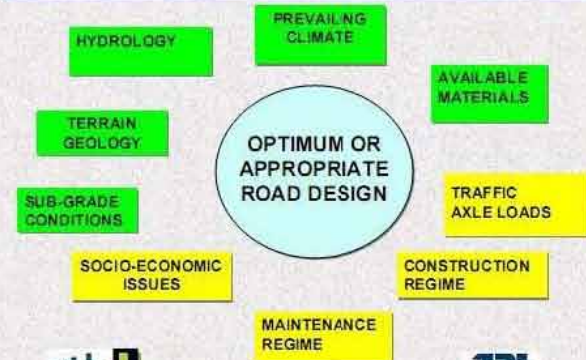 PREVAILING
CLIMATE
HYDROLOGY
AVAILABLE
MATERIALS
TERRAIN
GEOLOGY
OPTIMUM OR
APPROPRIATE
ROAD DESIGN
SUB-GRADE
CONDITIONS
TRAFFIC
AXLE LOADS
SOCIO-ECONOMIC
ISSUES
CONSTRUCTION
REGIME
MAINTENANCE
REGIME